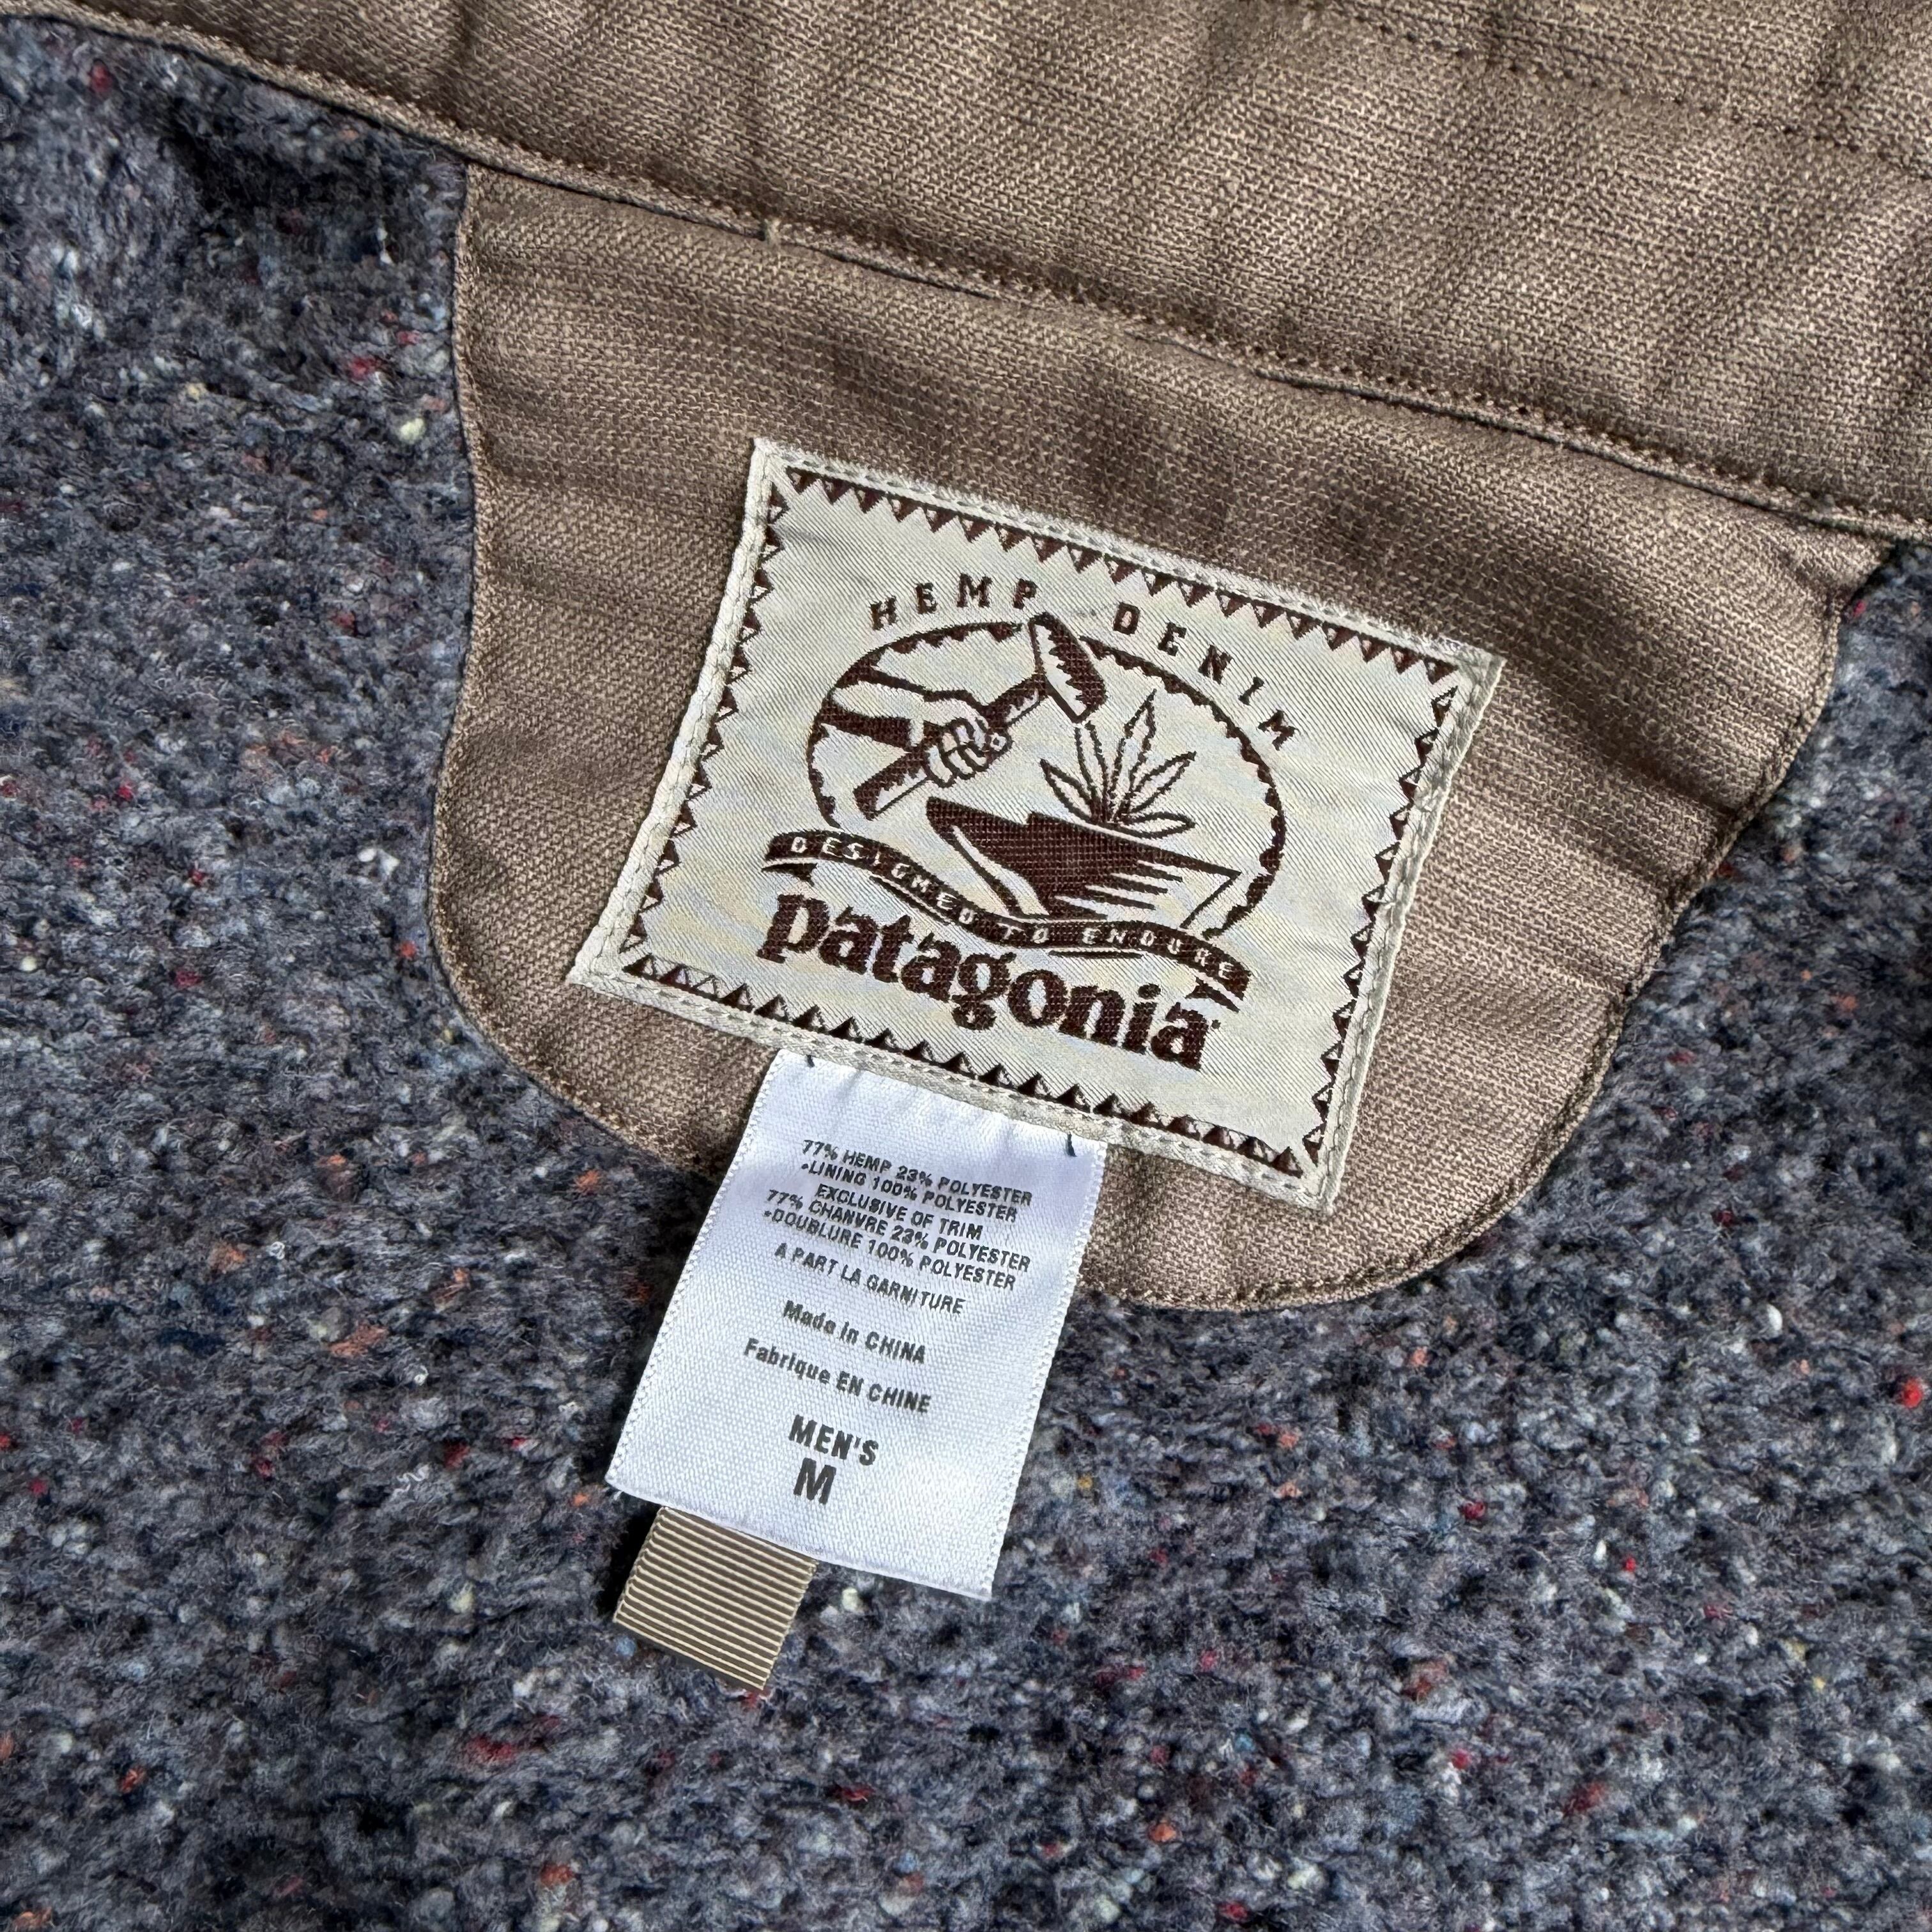 HEMP DENIM
DESIGNED TO ENDURE
patagonia
77% HEMP 23% POLYESTER
*LINING 100% POLYESTER
EXCLUSIVE OF TRIM
77% CHANVRE 23% POLYESTER
*DOUBLURE 100% POLYESTER
A PART LA GARNITURE
Made in CHINA
Fabrique EN CHINE
MEN'S
M